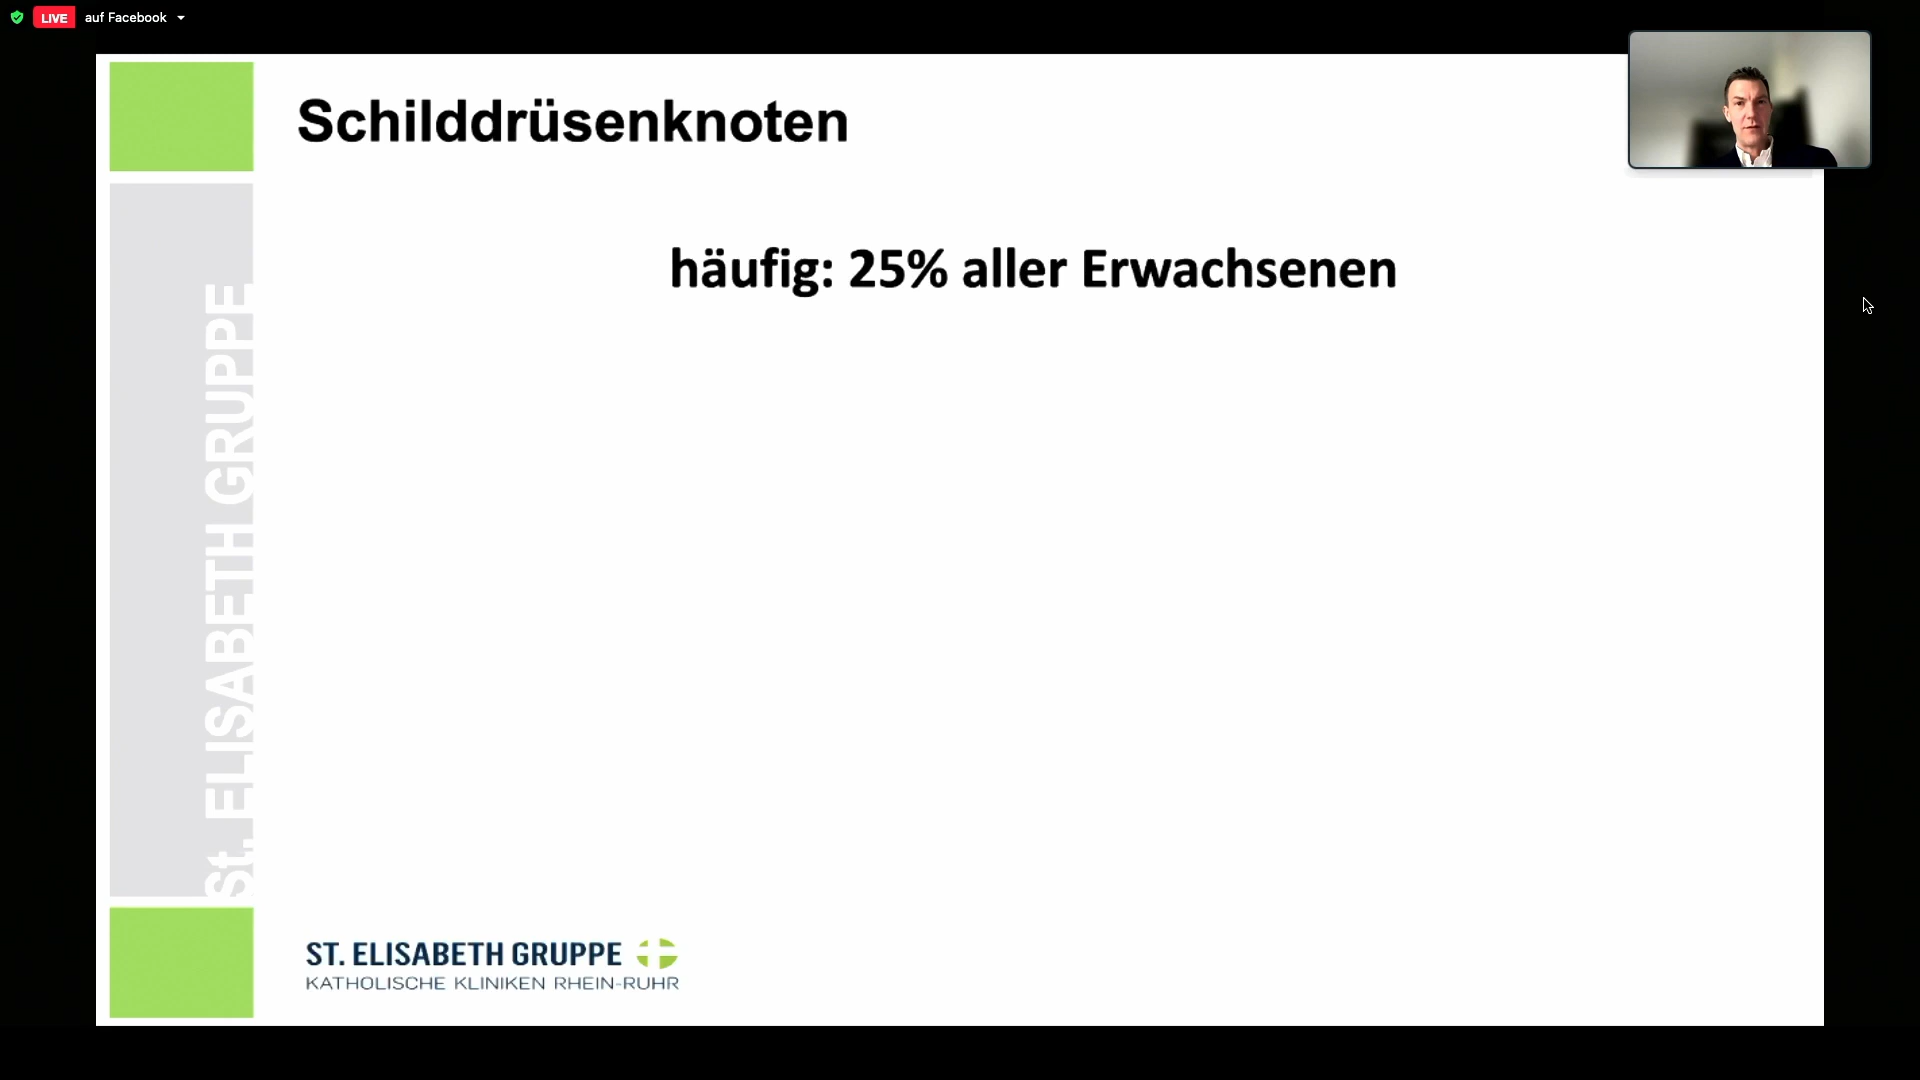 LIVE auf Facebook
Schilddrüsenknoten
häufig: 25% aller Erwachsenen
St. ELISABETH GRUPPE
ST. ELISABETH GRUPPE
KATHOLISCHE KLINIKEN RHEIN-RUHR